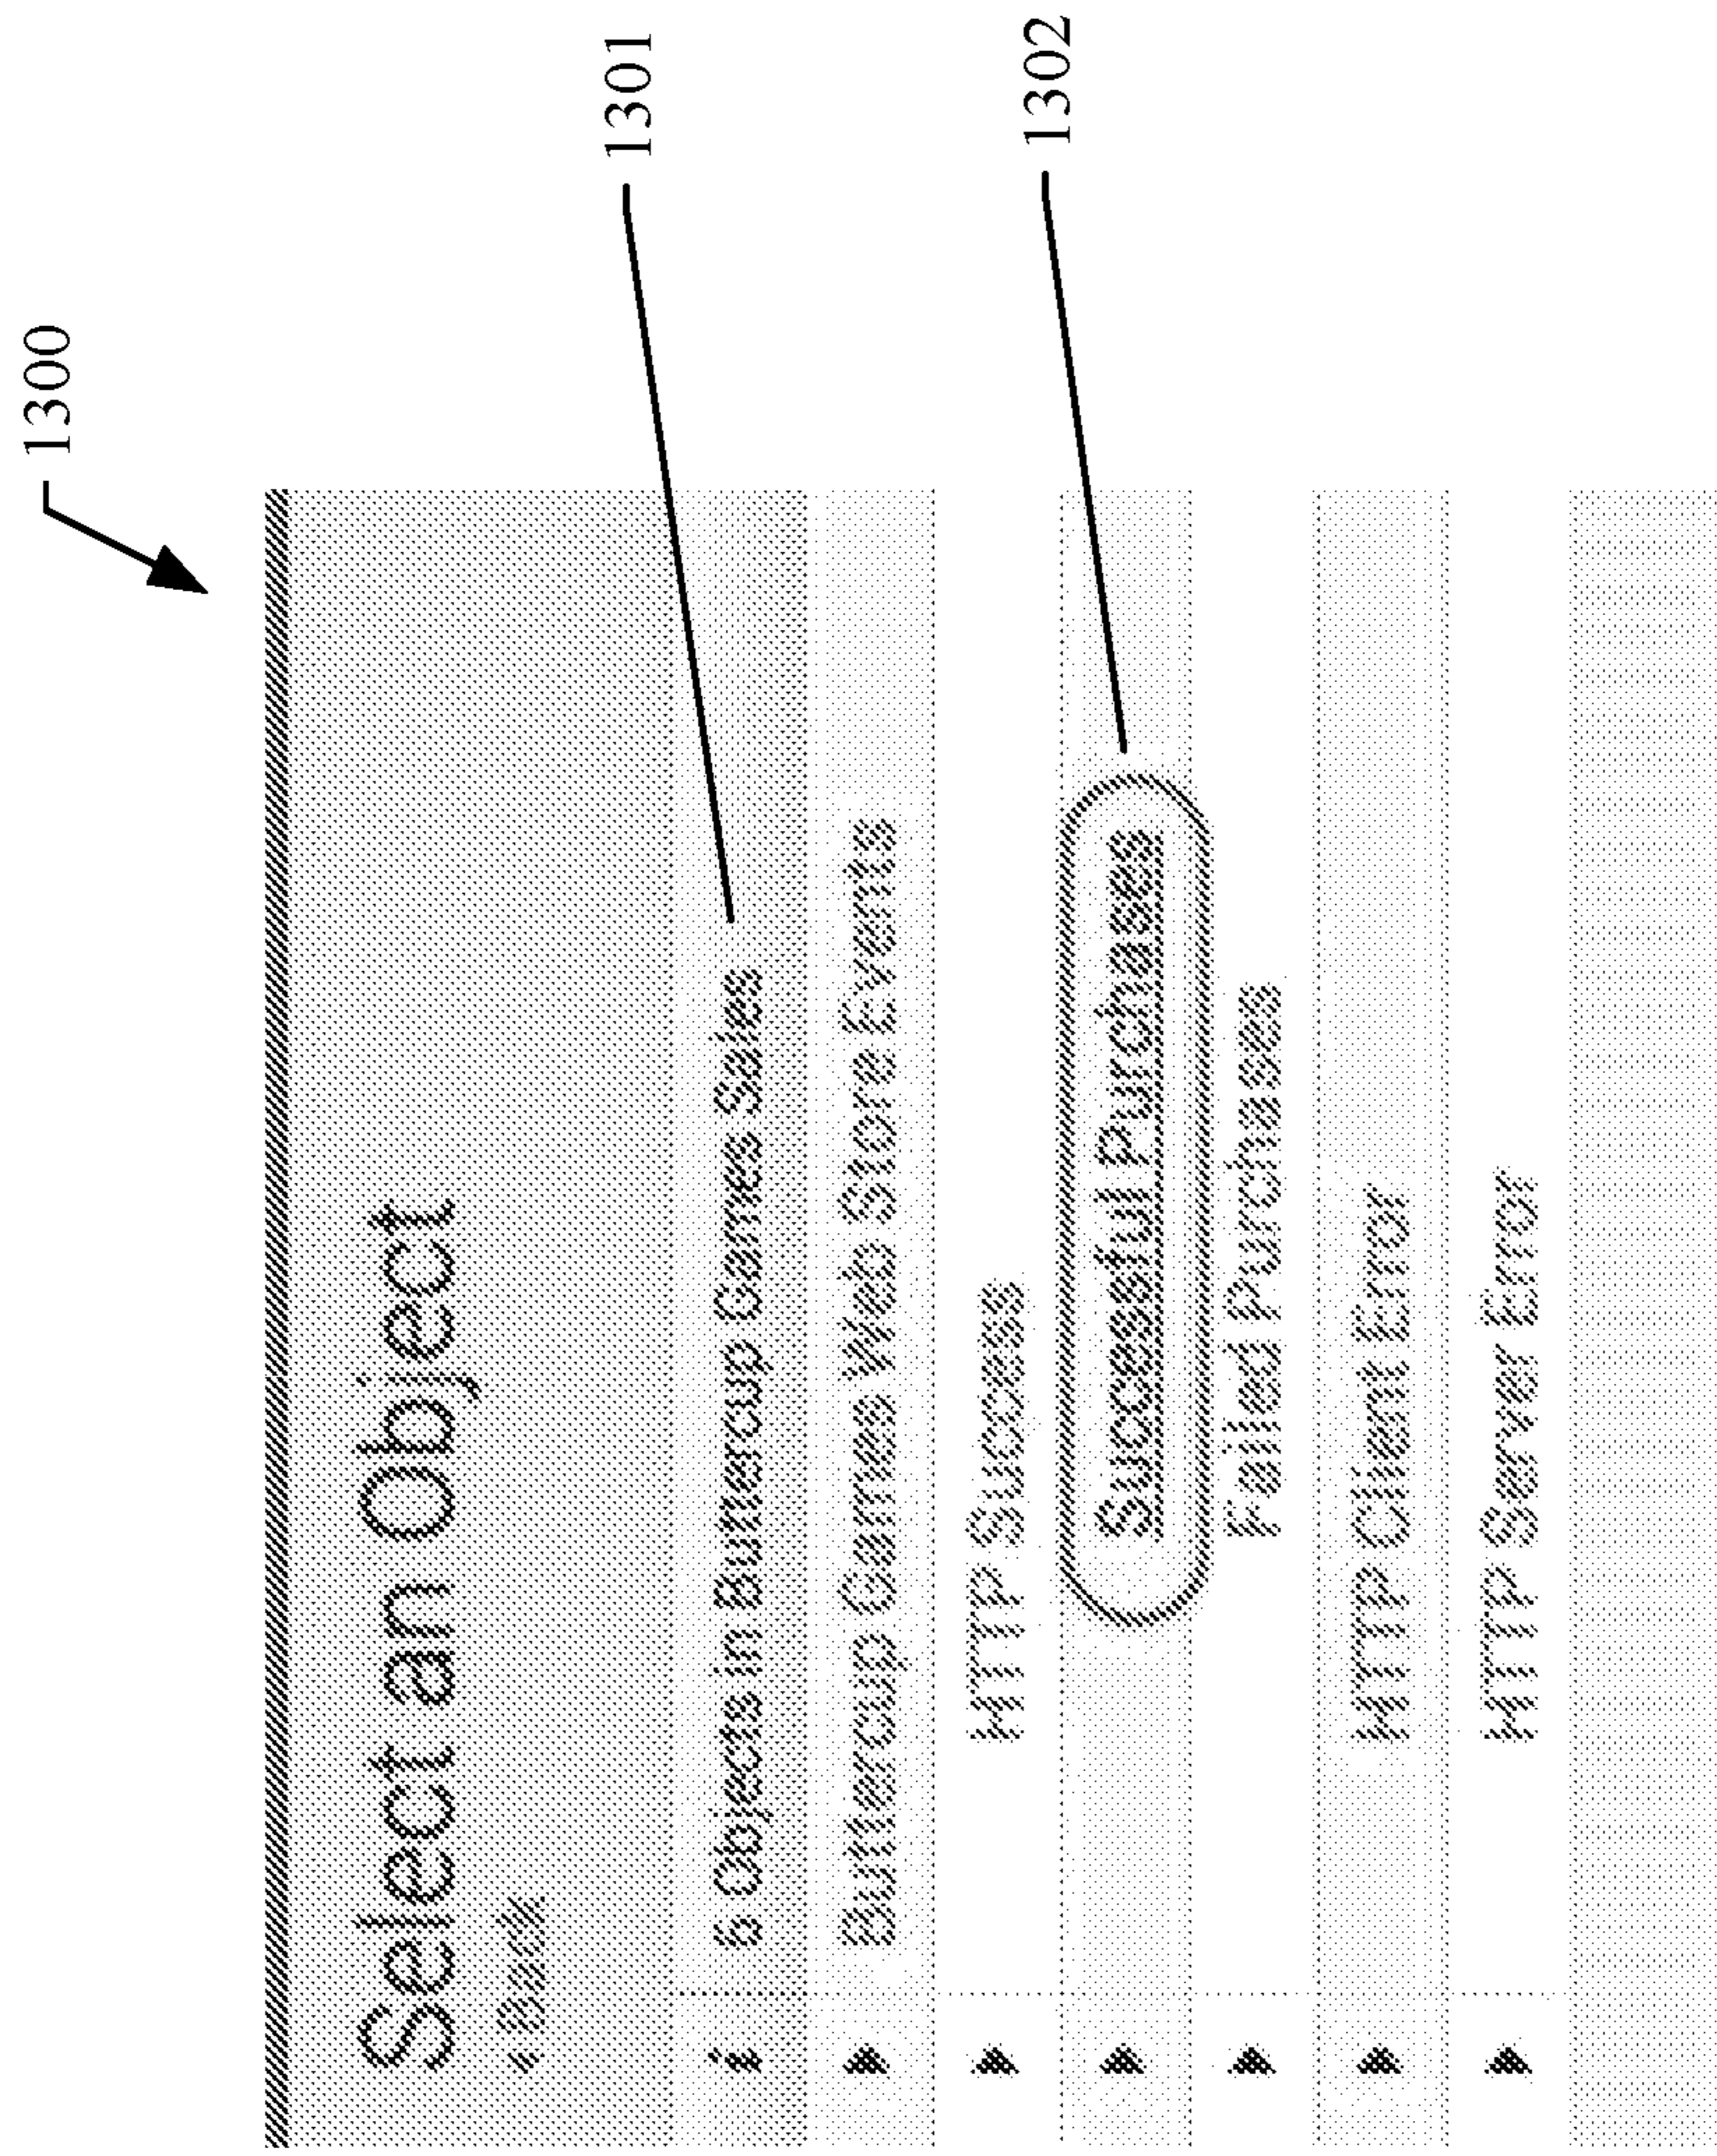 1300
Select an Object
‹ Back
i 6 Objects in Buttercup Games Sales
1301
Buttercup Games Web Store Events
HTTP Success
Successful Purchases
1302
Failed Purchases
HTTP Client Error
HTTP Server Error